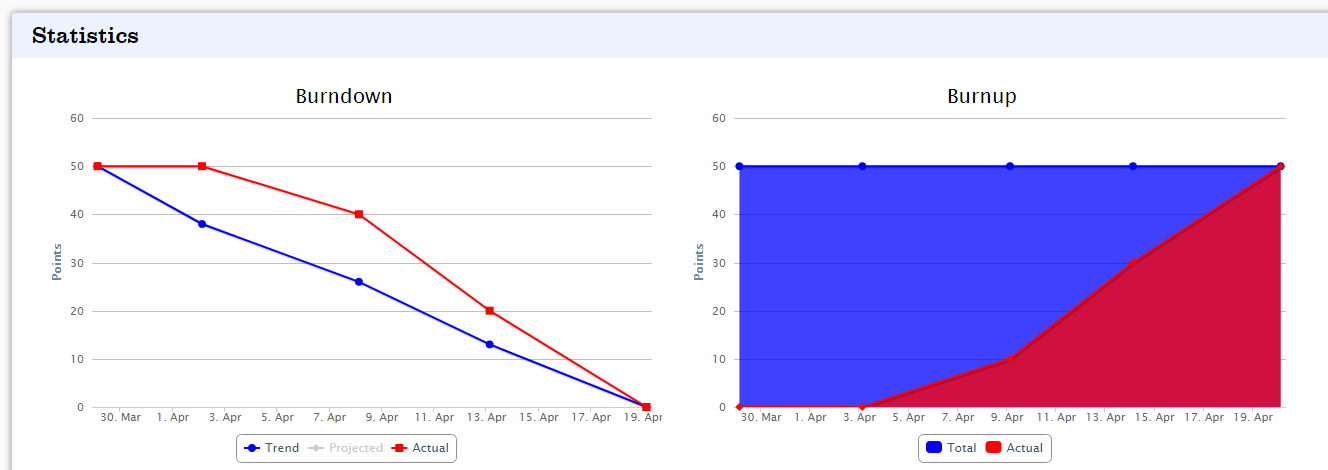 Statistics
Burndown
60
50
40
30
20
10
0
Points
30. Mar 1. Apr 3. Apr 5. Apr 7. Apr 9. Apr 11. Apr 13. Apr 15. Apr 17. Apr 19. Apr
Trend Projected Actual
Burnup
60
50
40
30
20
10
0
Points
30. Mar 1. Apr 3. Apr 5. Apr 7. Apr 9. Apr 11. Apr 13. Apr 15. Apr 17. Apr 19. Apr
Total Actual